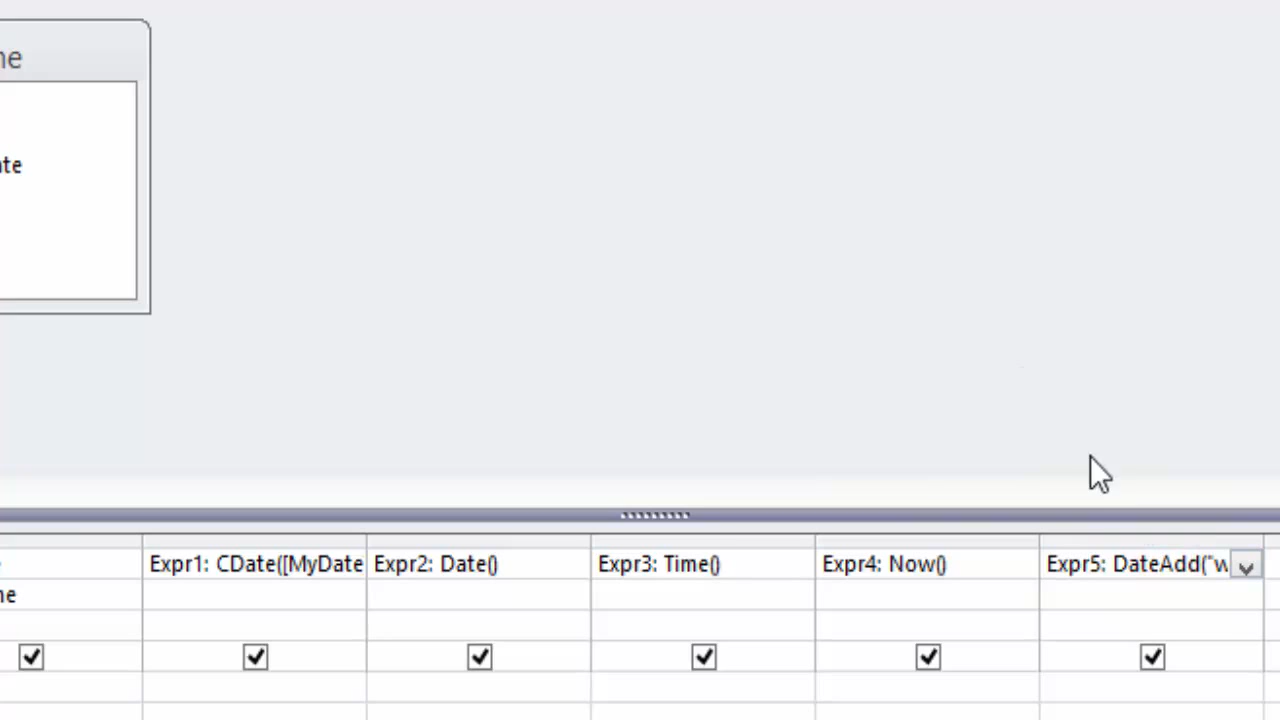 ne
ate
Expr1: CDate([MyDate Expr2: Date() Expr3: Time() Expr4: Now() Expr5: DateAdd("w
ne